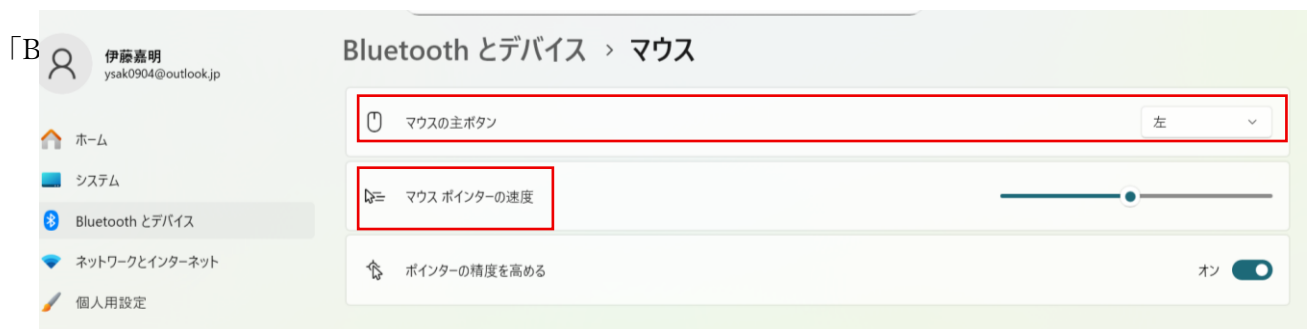 「B
伊藤嘉明
ysak0904@outlook.jp
ホーム
システム
Bluetooth とデバイス
ネットワークとインターネット
個人用設定
Bluetooth とデバイス › マウス
マウスの主ボタン 左
マウス ポインターの速度
ポインターの精度を高める オン